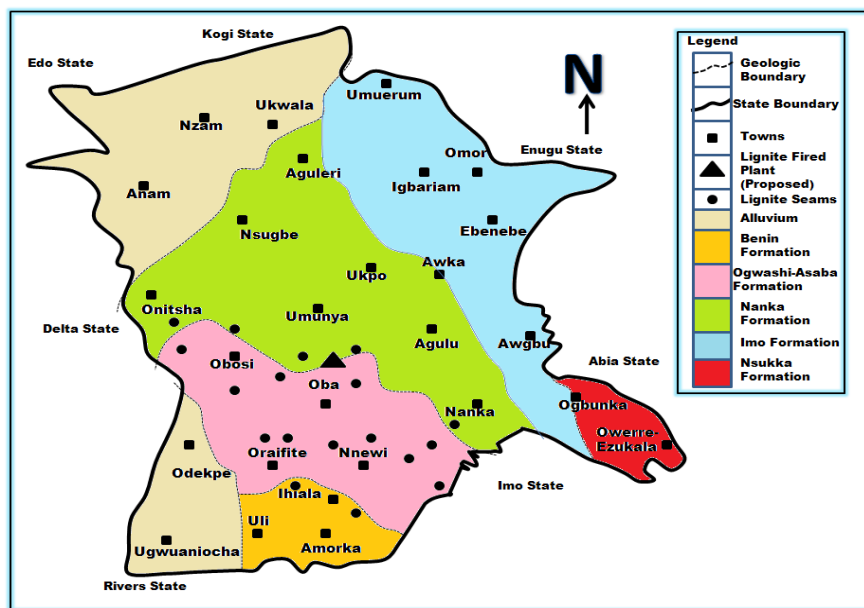 Kogi State
Edo State
Umuerum
N
Nzam
Ukwala
Enugu State
Omor
Aguleri
Igbariam
Anam
Nsugbe
Ebenebe
Awka
Ukpo
Onitsha
Umunya
Delta State
Agulu
Awgbu
Obosi
Abia State
Oba
Ogbunka
Nanka
Owerre-
Ezukala
Odekpe
Oraifite
Nnewi
Imo State
Ihiala
Uli
Ugwuaniocha
Amorka
Rivers State
Legend
Geologic
Boundary
State Boundary
Towns
Lignite Fired
Plant
(Proposed)
Lignite Seams
Alluvium
Benin
Formation
Ogwashi-Asaba
Formation
Nanka
Formation
Imo Formation
Nsukka
Formation